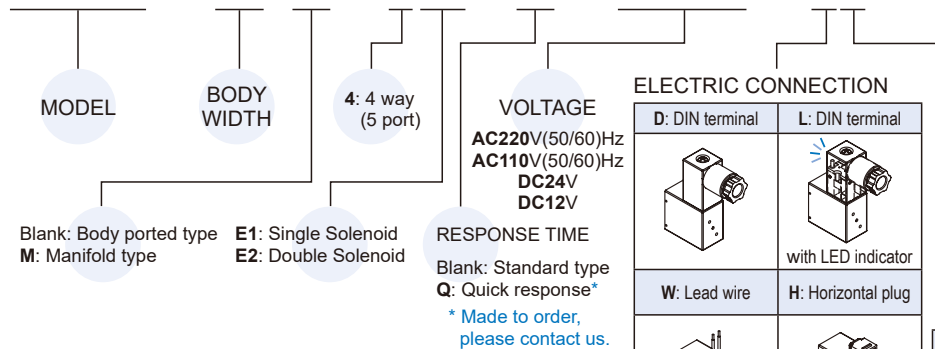 MODEL
BODY
WIDTH
4: 4 way
(5 port)
VOLTAGE
AC220V(50/60)Hz
AC110V(50/60)Hz
DC24V
DC12V
Blank: Body ported type
M: Manifold type
E1: Single Solenoid
E2: Double Solenoid
RESPONSE TIME
Blank: Standard type
Q: Quick response*
* Made to order,
please contact us.
ELECTRIC CONNECTION
D: DIN terminal
L: DIN terminal
with LED indicator
W: Lead wire
H: Horizontal plug